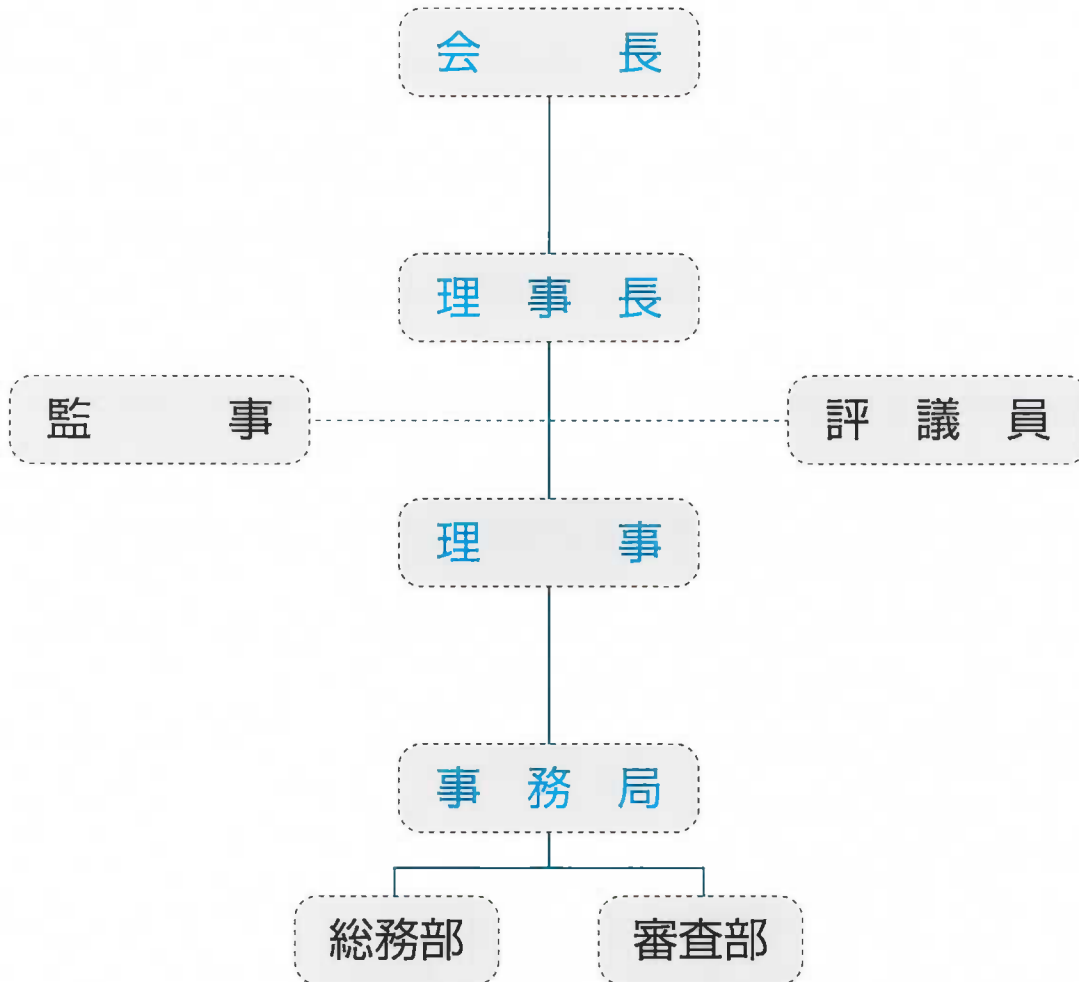 会長
理事長
監事
評議員
理事
事務局
総務部
審査部